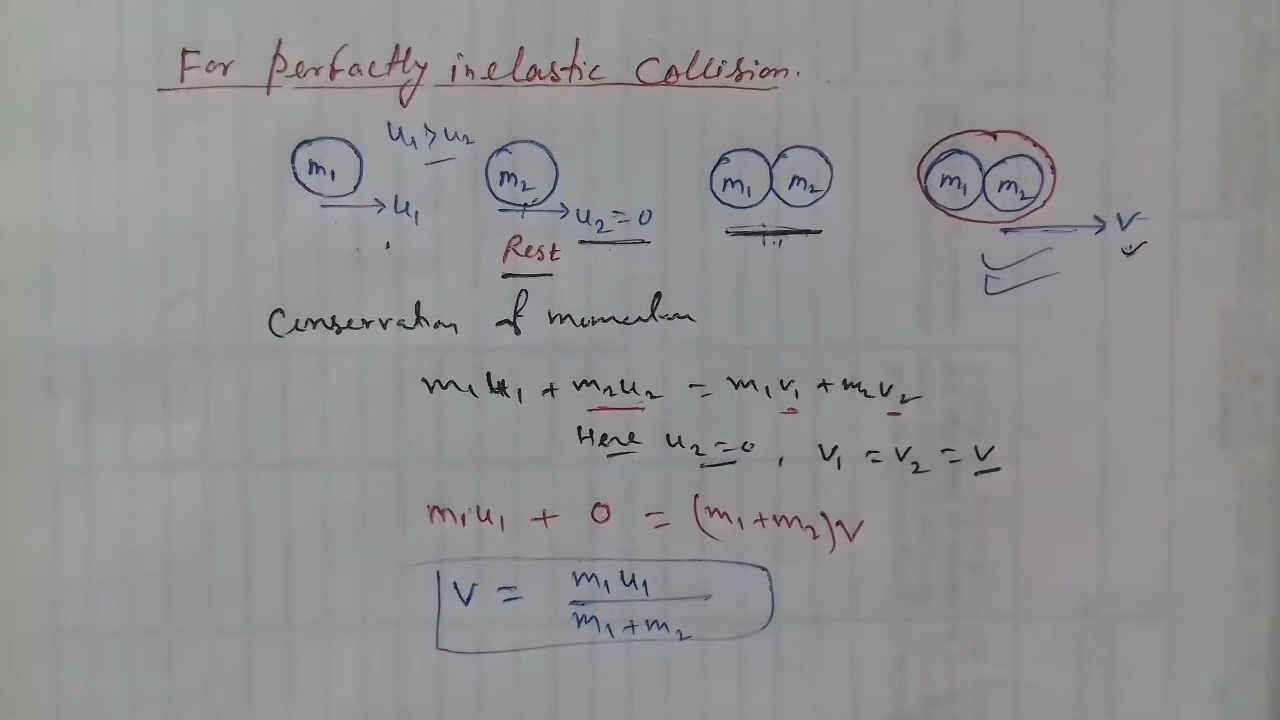 For perfactly inelastic Collision.
u₁ > u₂
m₁ m₂ m₁ m₂ m₁ m₂
u₁ u₂ = 0 V
Rest
Conservation of momentum
m₁u₁ + m₂u₂ = m₁v₁ + m₂v₂
Here u₂ = 0 , v₁ = v₂ = v
m₁u₁ + 0 = (m₁+m₂)V
V = m₁u₁
m₁+m₂